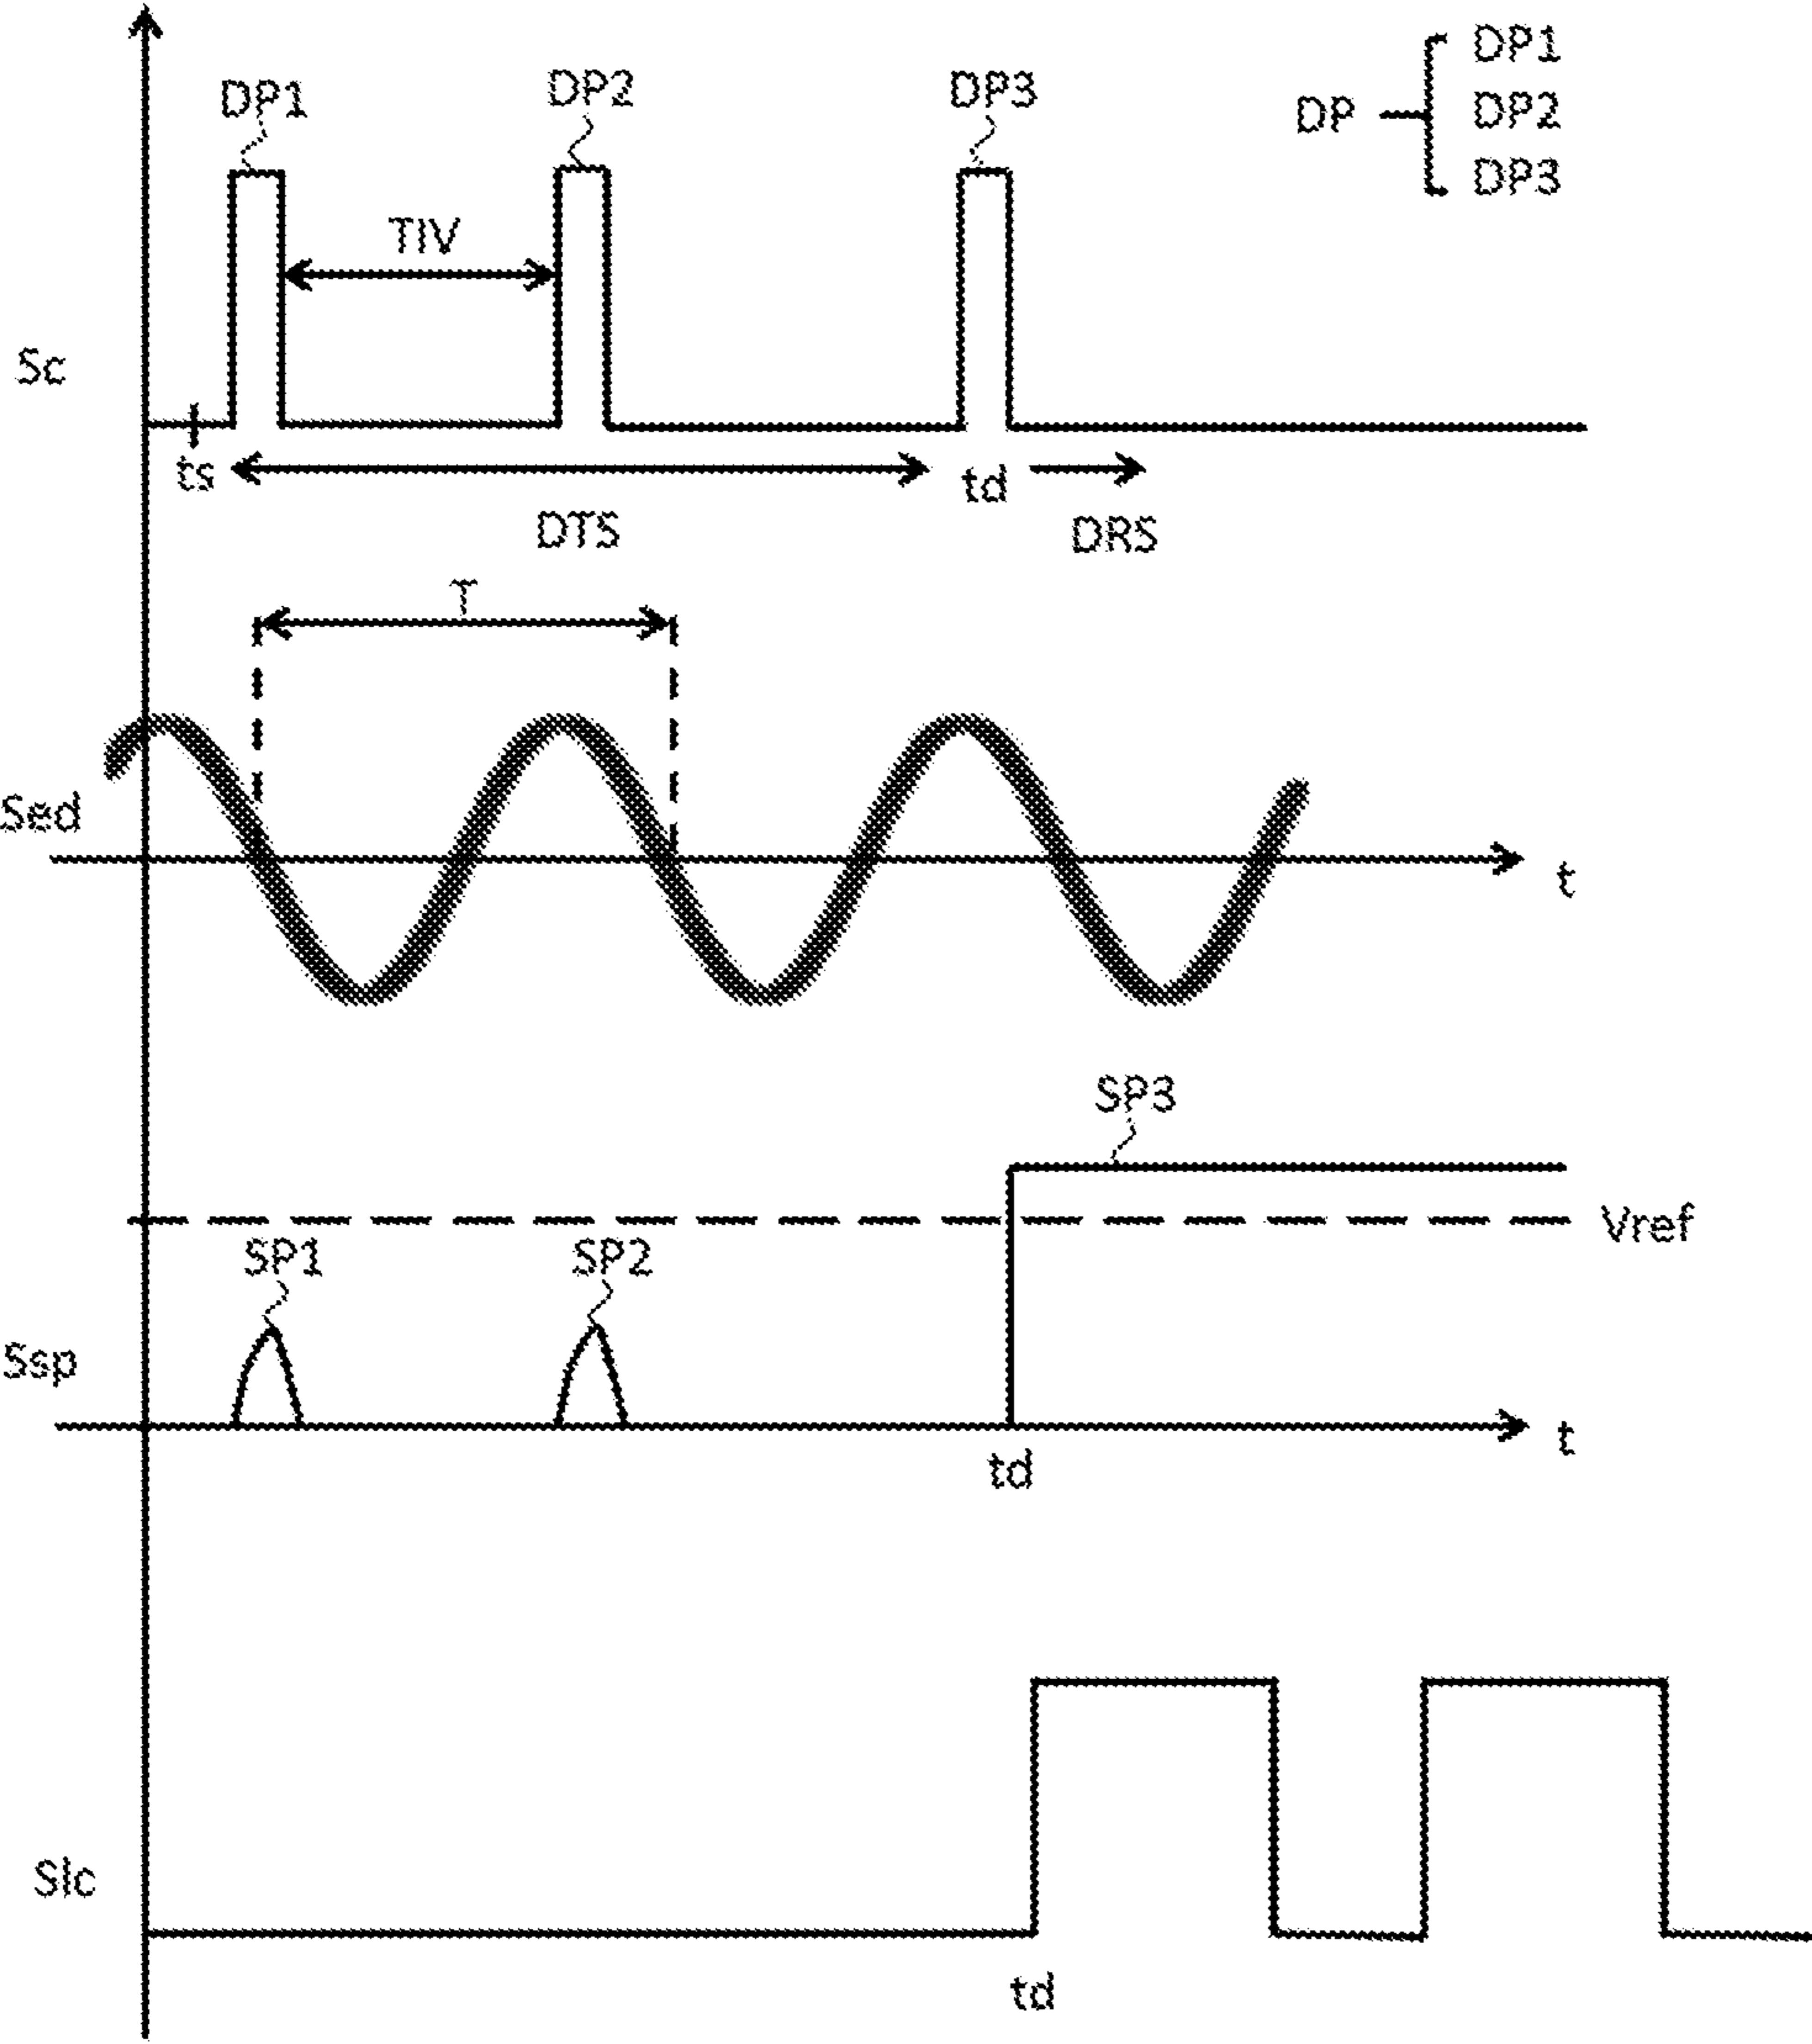 DP1
DP2
DP3
DP
DP1
DP2
DP3
TIV
Sc
ts
td
DTS
DRS
T
Sed
t
SP3
Vref
SP1
SP2
Ssp
t
td
Slc
td